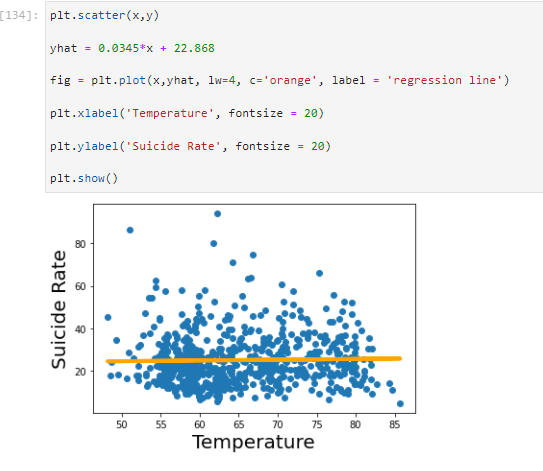 [134]: plt.scatter(x,y)
yhat = 0.0345*x + 22.868
fig = plt.plot(x,yhat, lw=4, c='orange', label = 'regression line')
plt.xlabel('Temperature', fontsize = 20)
plt.ylabel('Suicide Rate', fontsize = 20)
plt.show()
Suicide Rate
80
60
40
20
50 55 60 65 70 75 80 85
Temperature